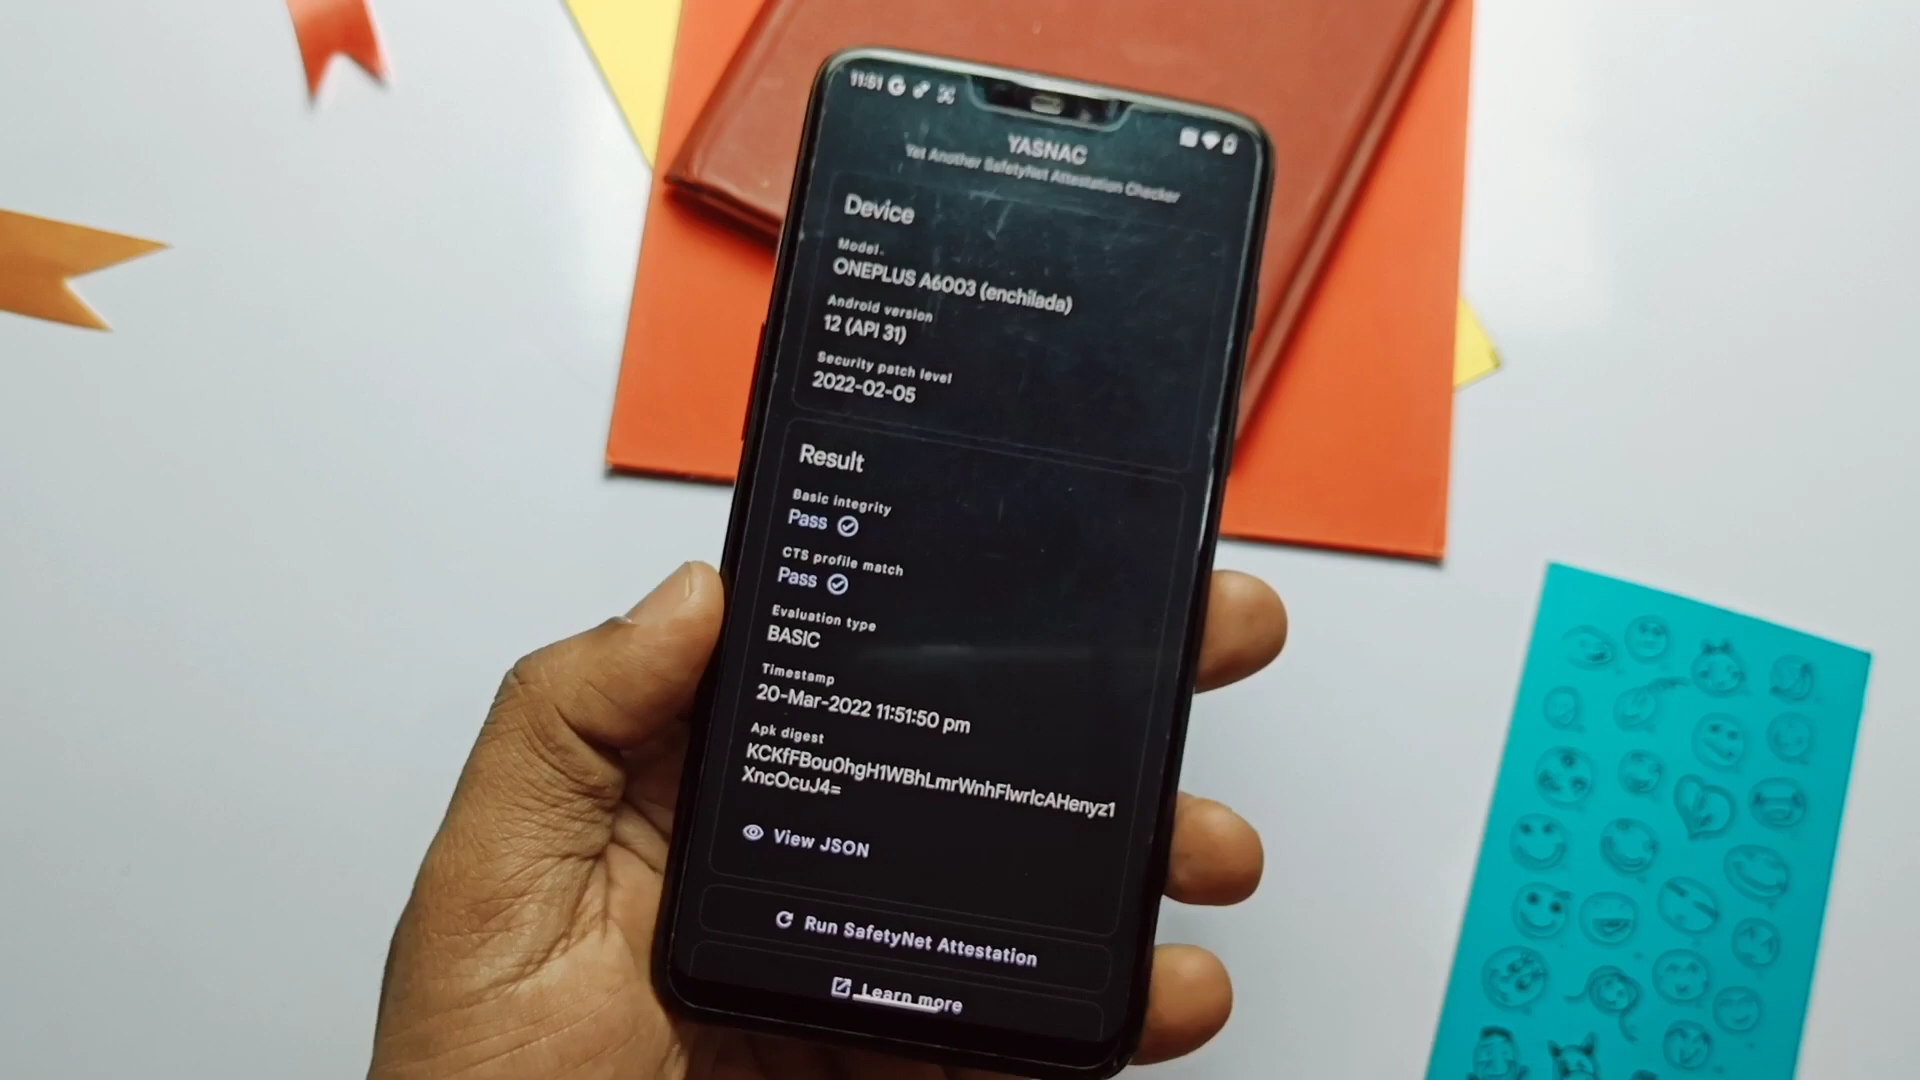 11:51
YASNAC
Yet Another SafetyNet Attestation Checker
Device
Model
ONEPLUS A6003 (enchilada)
Android version
12 (API 31)
Security patch level
2022-02-05
Result
Basic integrity
Pass
CTS profile match
Pass
Evaluation type
BASIC
Timestamp
20-Mar-2022 11:51:50 pm
Apk digest
KCKfFBou0hgH1WBhLmrWnhFlwrIcAHenyz1
XncOcuJ4=
View JSON
Run SafetyNet Attestation
Learn more